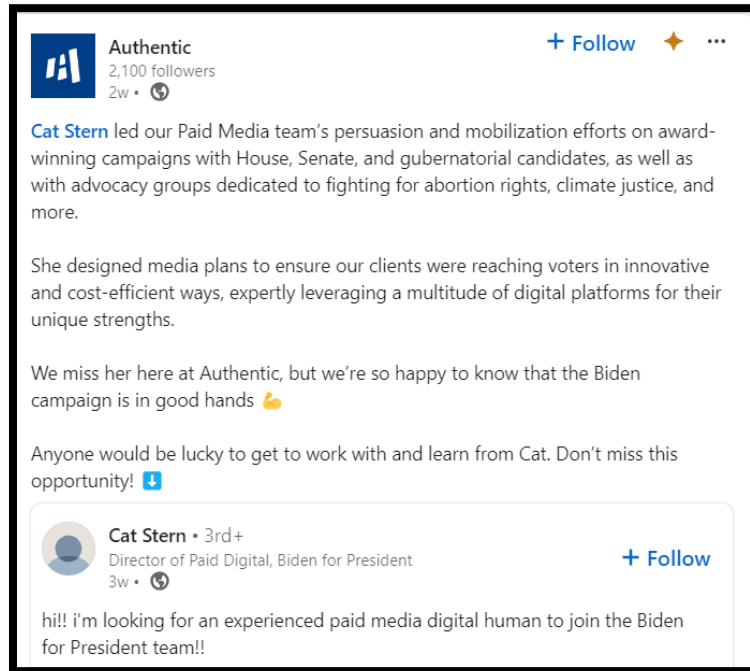 Authentic
+ Follow
2,100 followers
2w •
Cat Stern led our Paid Media team's persuasion and mobilization efforts on award-
winning campaigns with House, Senate, and gubernatorial candidates, as well as
with advocacy groups dedicated to fighting for abortion rights, climate justice, and
more.
She designed media plans to ensure our clients were reaching voters in innovative
and cost-efficient ways, expertly leveraging a multitude of digital platforms for their
unique strengths.
We miss her here at Authentic, but we're so happy to know that the Biden
campaign is in good hands 💪
Anyone would be lucky to get to work with and learn from Cat. Don't miss this
opportunity! ⬇️
Cat Stern • 3rd+
Director of Paid Digital, Biden for President
+ Follow
3w •
hi!! i'm looking for an experienced paid media digital human to join the Biden
for President team!!